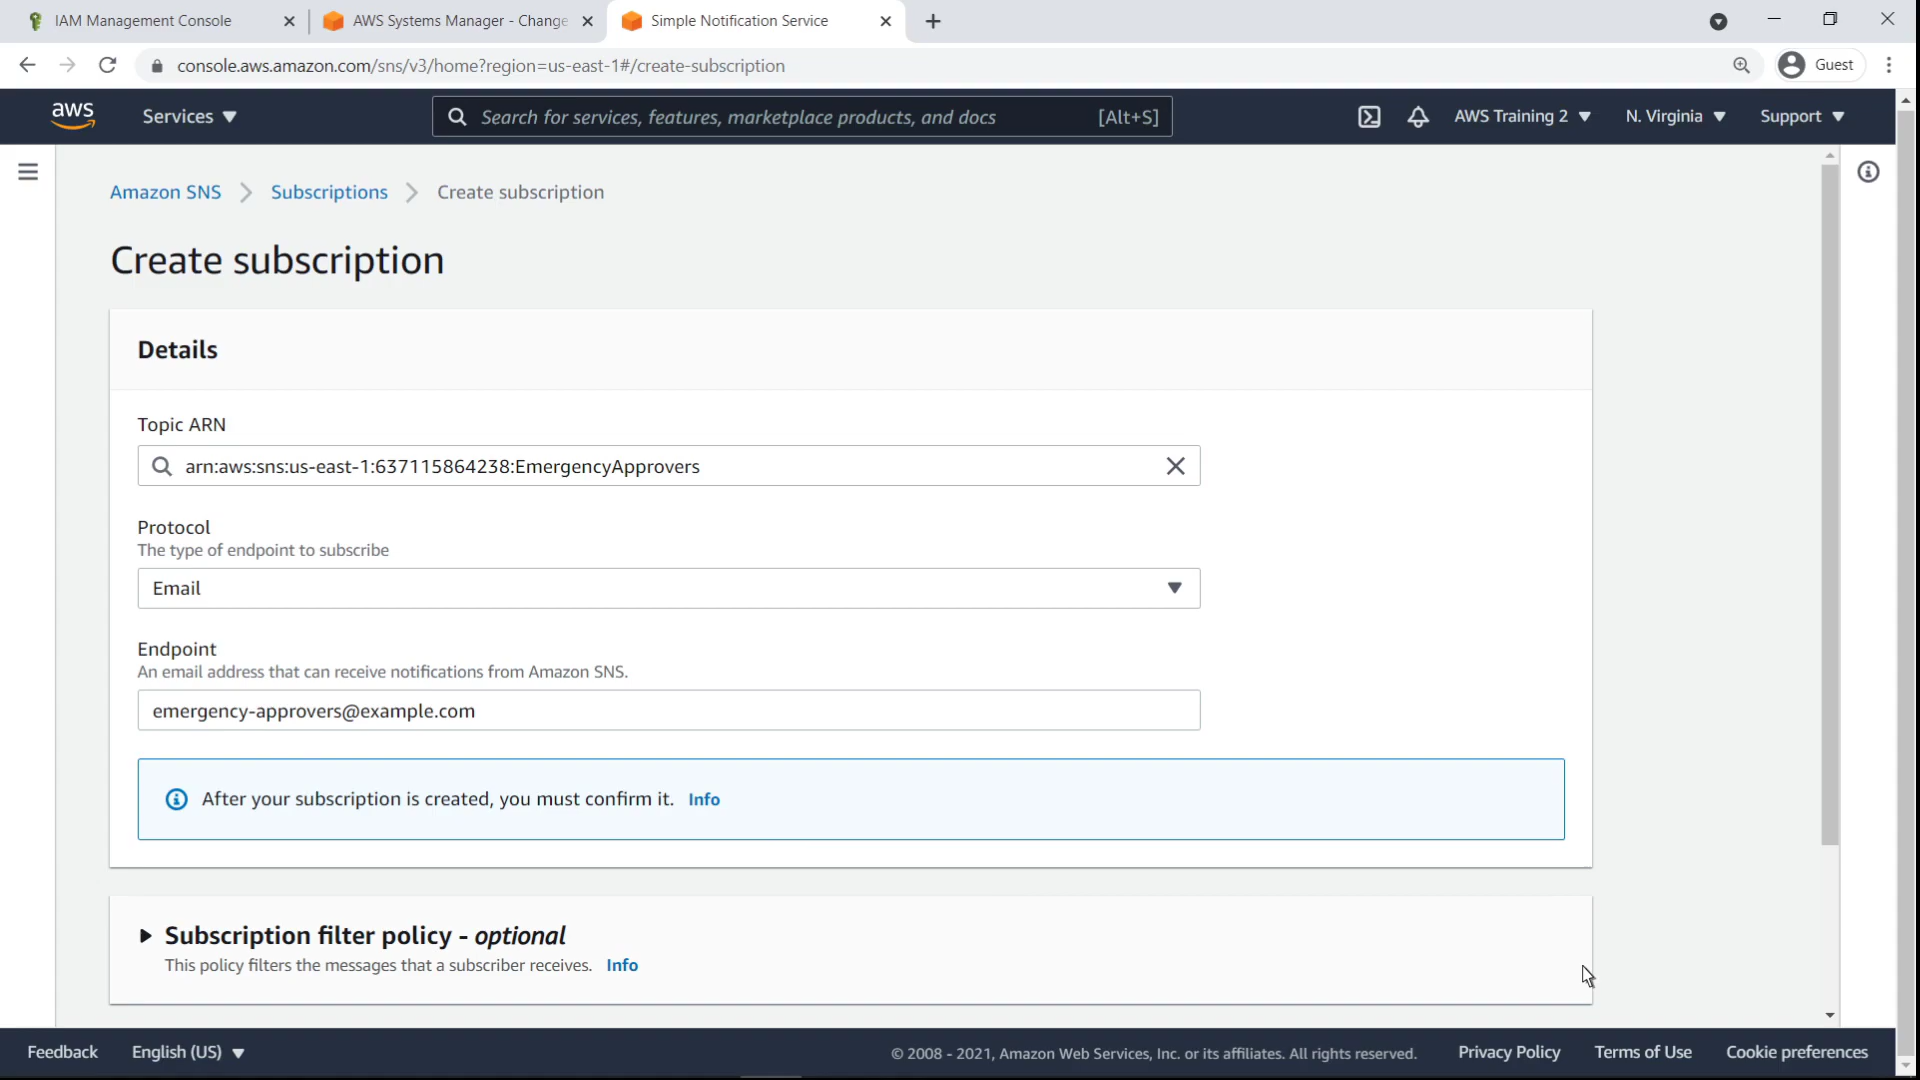 IAM Management Console
AWS Systems Manager - Change
Simple Notification Service
console.aws.amazon.com/sns/v3/home?region=us-east-1#/create-subscription
Guest
aws
Services
Search for services, features, marketplace products, and docs
[Alt+S]
AWS Training 2
N. Virginia
Support
Amazon SNS
Subscriptions
Create subscription
Create subscription
Details
Topic ARN
arn:aws:sns:us-east-1:637115864238:EmergencyApprovers
Protocol
The type of endpoint to subscribe
Email
Endpoint
An email address that can receive notifications from Amazon SNS.
emergency-approvers@example.com
After your subscription is created, you must confirm it. Info
Subscription filter policy - optional
This policy filters the messages that a subscriber receives. Info
Feedback
English (US)
© 2008 - 2021, Amazon Web Services, Inc. or its affiliates. All rights reserved.
Privacy Policy
Terms of Use
Cookie preferences